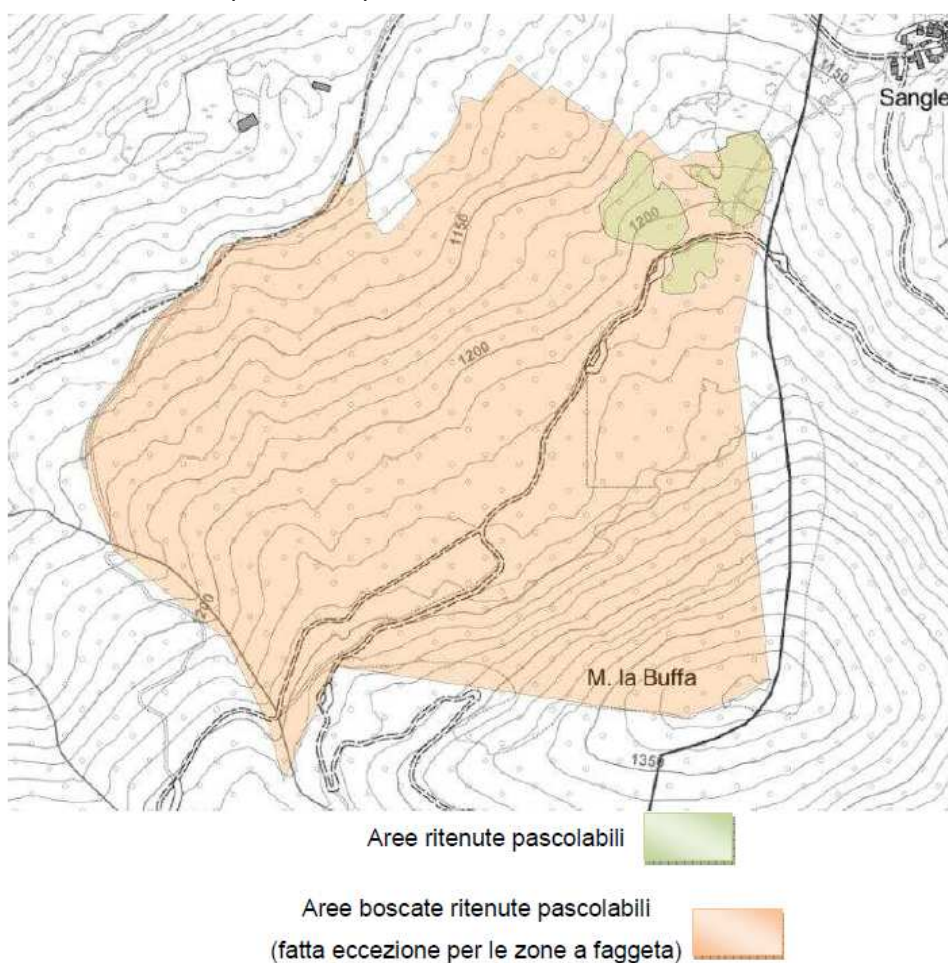 1150
Sangle
1200
1150
1200
1290
M. la Buffa
1350
Aree ritenute pascolabili
Aree boscate ritenute pascolabili
(fatta eccezione per le zone a faggeta)